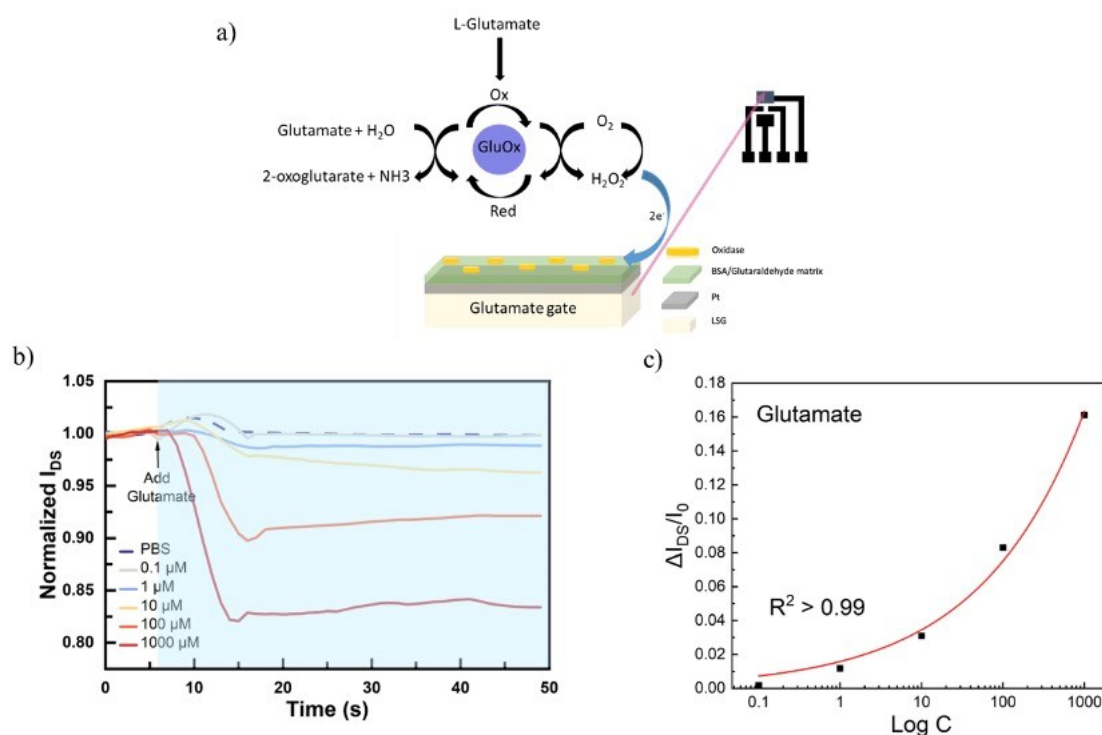 a)
L-Glutamate
Ox
Glutamate + H₂O
GluOx
O₂
2-oxoglutarate + NH3
H₂O₂
Red
2e⁻
Oxidase
BSA/Glutaraldehyde matrix
Pt
LSG
Glutamate gate
b)
1.05
1.00
0.95
0.90
0.85
0.80
Normalized I_DS
Add
Glutamate
PBS
0.1 μM
1 μM
10 μM
100 μM
1000 μM
0
10
20
30
40
50
Time (s)
c)
0.18
0.16
0.14
0.12
0.10
0.08
0.06
0.04
0.02
0.00
ΔI_DS/I₀
Glutamate
R² > 0.99
0.1
1
10
100
1000
Log C